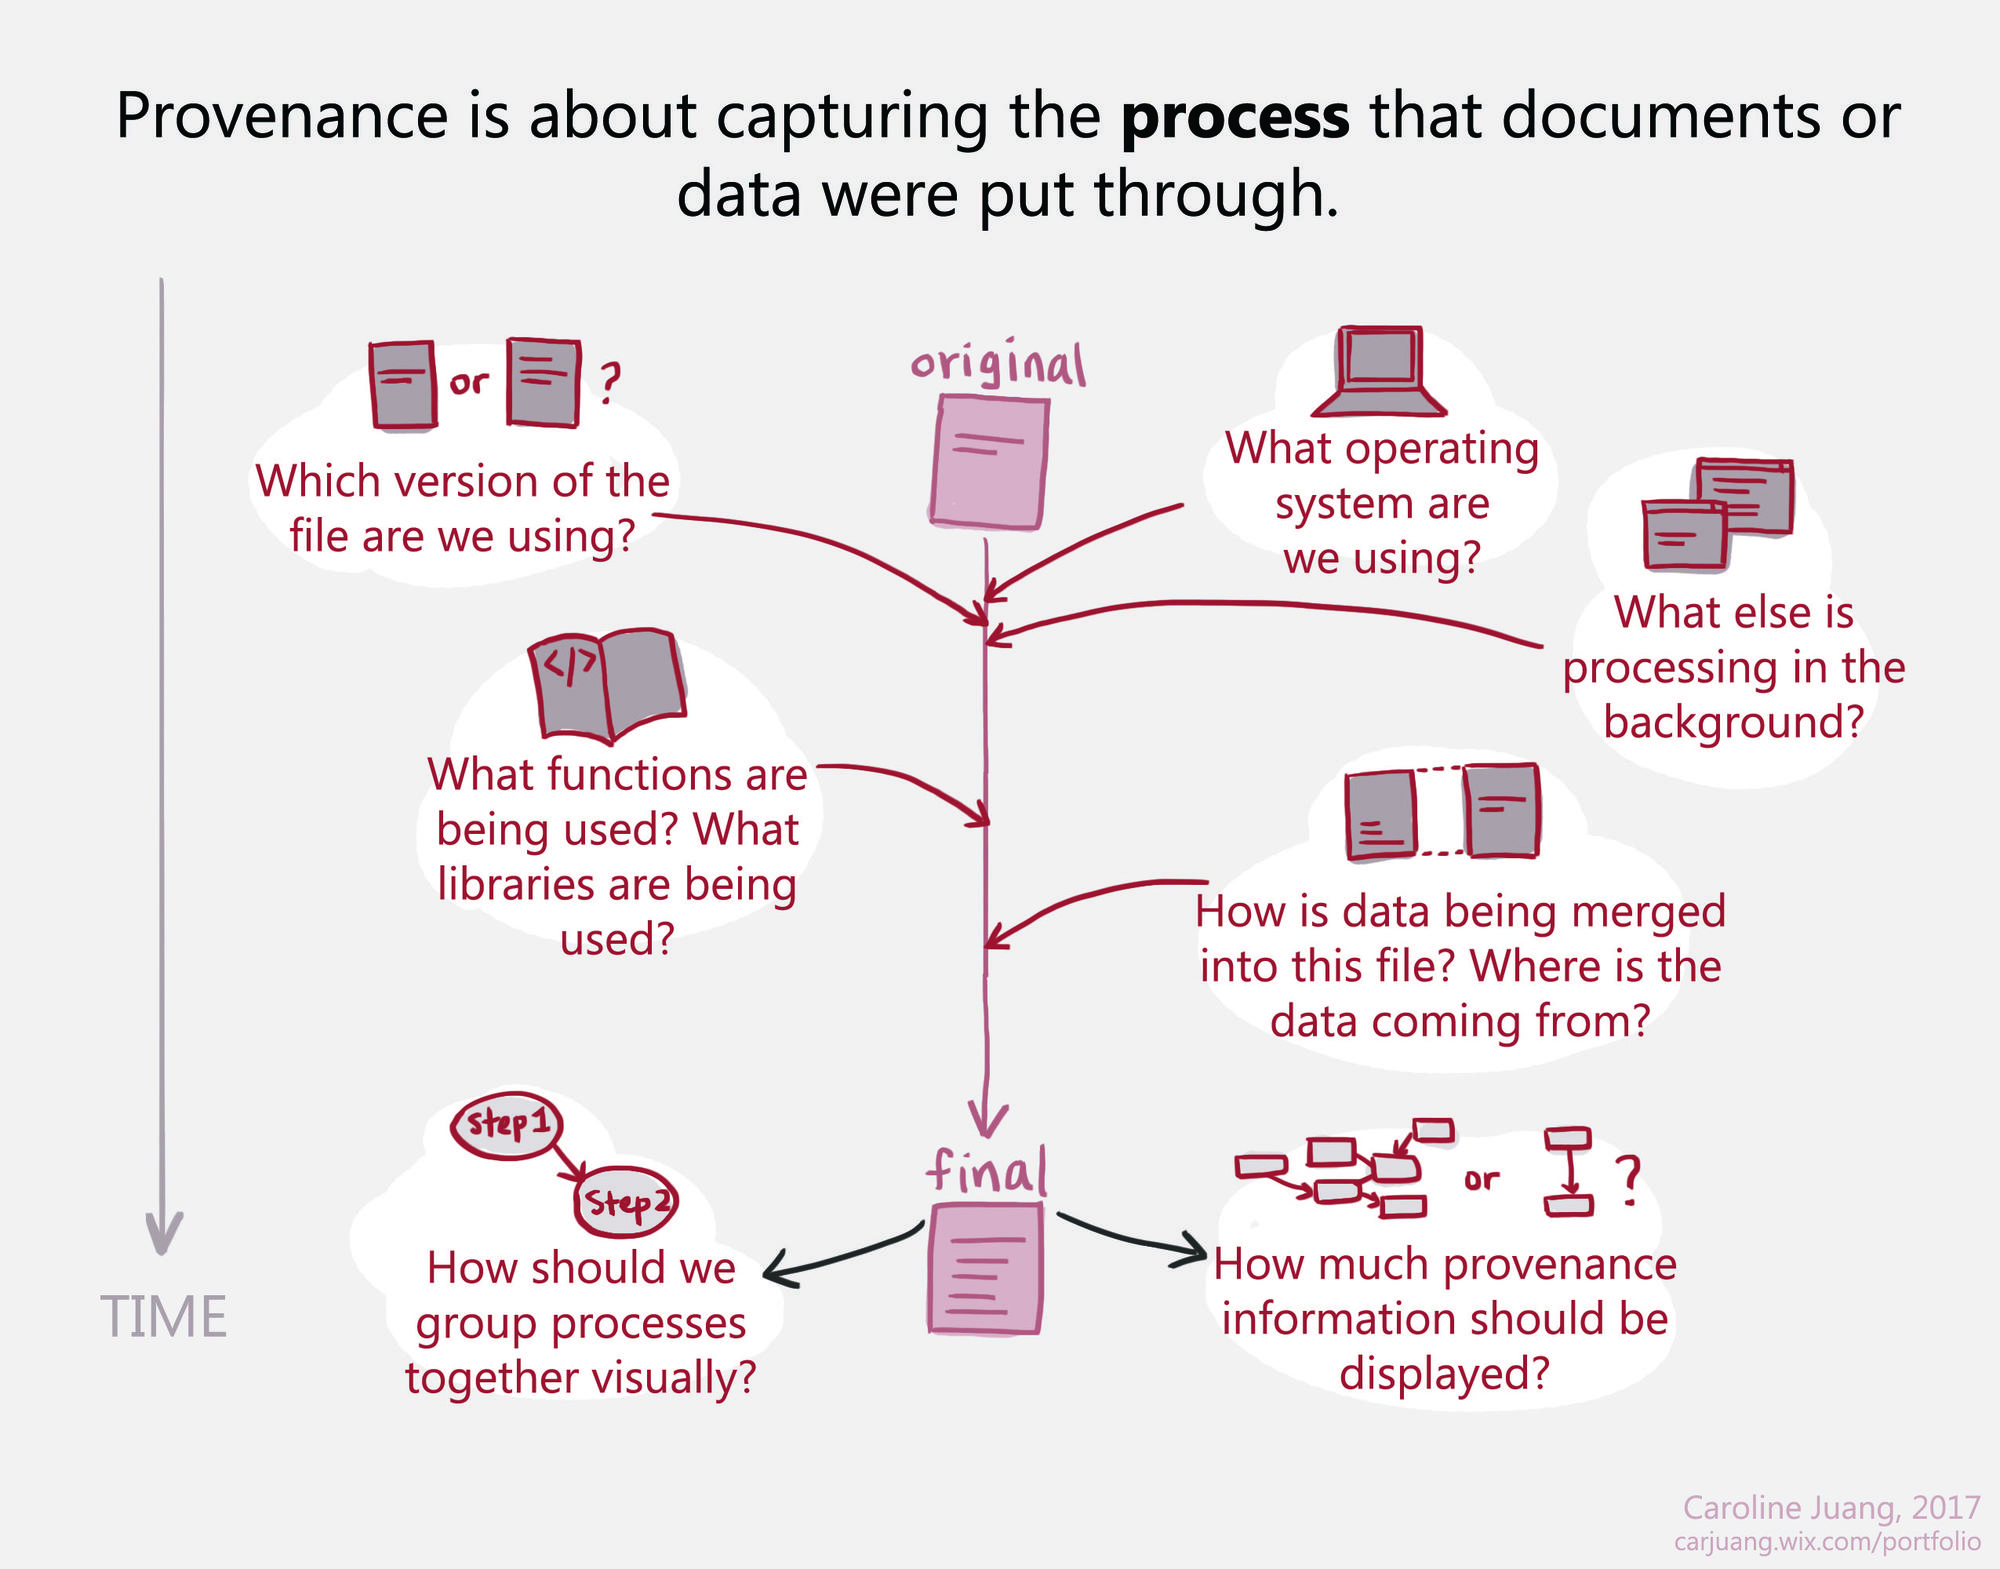 Provenance is about capturing the process that documents or
data were put through.
or ?
Which version of the
file are we using?
original
What operating
system are
we using?
What else is
processing in the
background?
</>
What functions are
being used? What
libraries are being
used?
How is data being merged
into this file? Where is the
data coming from?
TIME
Step1
Step2
How should we
group processes
together visually?
final
or ?
How much provenance
information should be
displayed?
Caroline Juang, 2017
carjuang.wix.com/portfolio